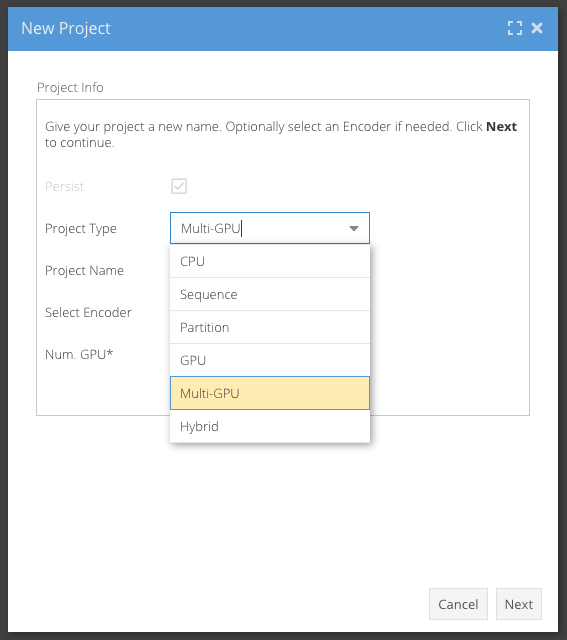 New Project
Project Info
Give your project a new name. Optionally select an Encoder if needed. Click Next
to continue.
Persist
Project Type
Multi-GPU
CPU
Project Name
Sequence
Select Encoder
Partition
Num. GPU*
GPU
Multi-GPU
Hybrid
Cancel
Next